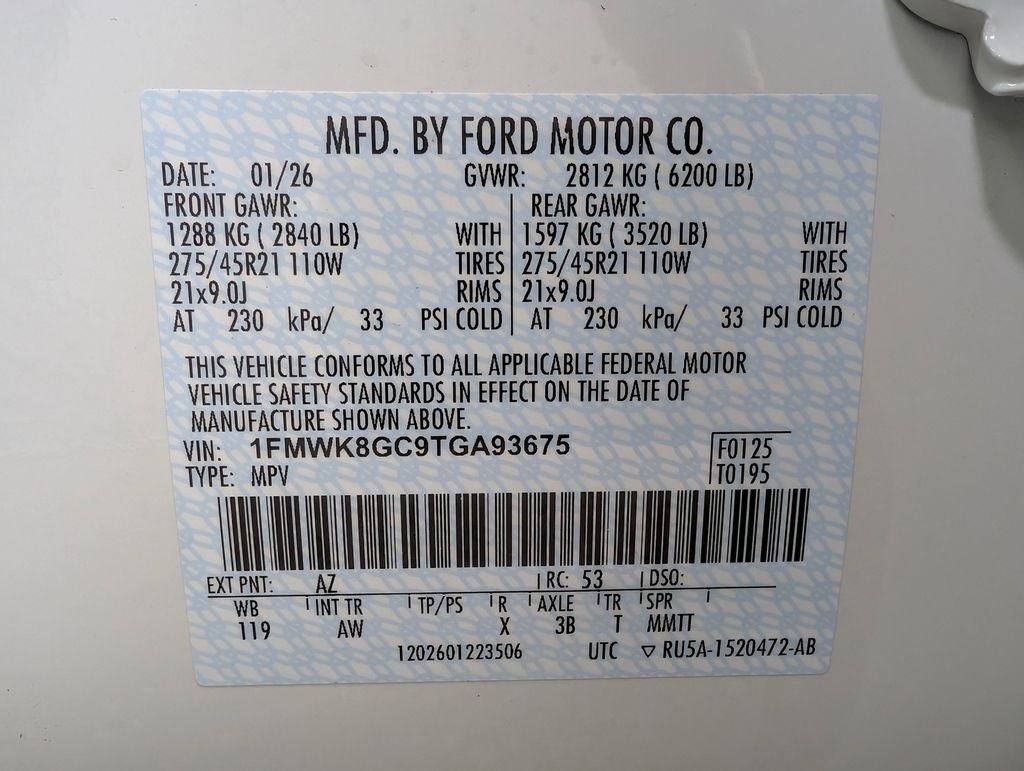 MFD. BY FORD MOTOR CO.
DATE: 01/26 GVWR: 2812 KG ( 6200 LB)
FRONT GAWR: REAR GAWR:
1288 KG ( 2840 LB) WITH 1597 KG ( 3520 LB) WITH
275/45R21 110W TIRES 275/45R21 110W TIRES
21x9.0J RIMS 21x9.0J RIMS
AT 230 kPa/ 33 PSI COLD AT 230 kPa/ 33 PSI COLD
THIS VEHICLE CONFORMS TO ALL APPLICABLE FEDERAL MOTOR
VEHICLE SAFETY STANDARDS IN EFFECT ON THE DATE OF
MANUFACTURE SHOWN ABOVE.
VIN: 1FMWK8GC9TGA93675 F0125
TYPE: MPV T0195
EXT PNT: AZ RC: 53 DSO:
WB INT TR TP/PS R AXLE TR SPR
119 AW X 3B T MMTT
1202601223506 UTC ▽ RU5A-1520472-AB